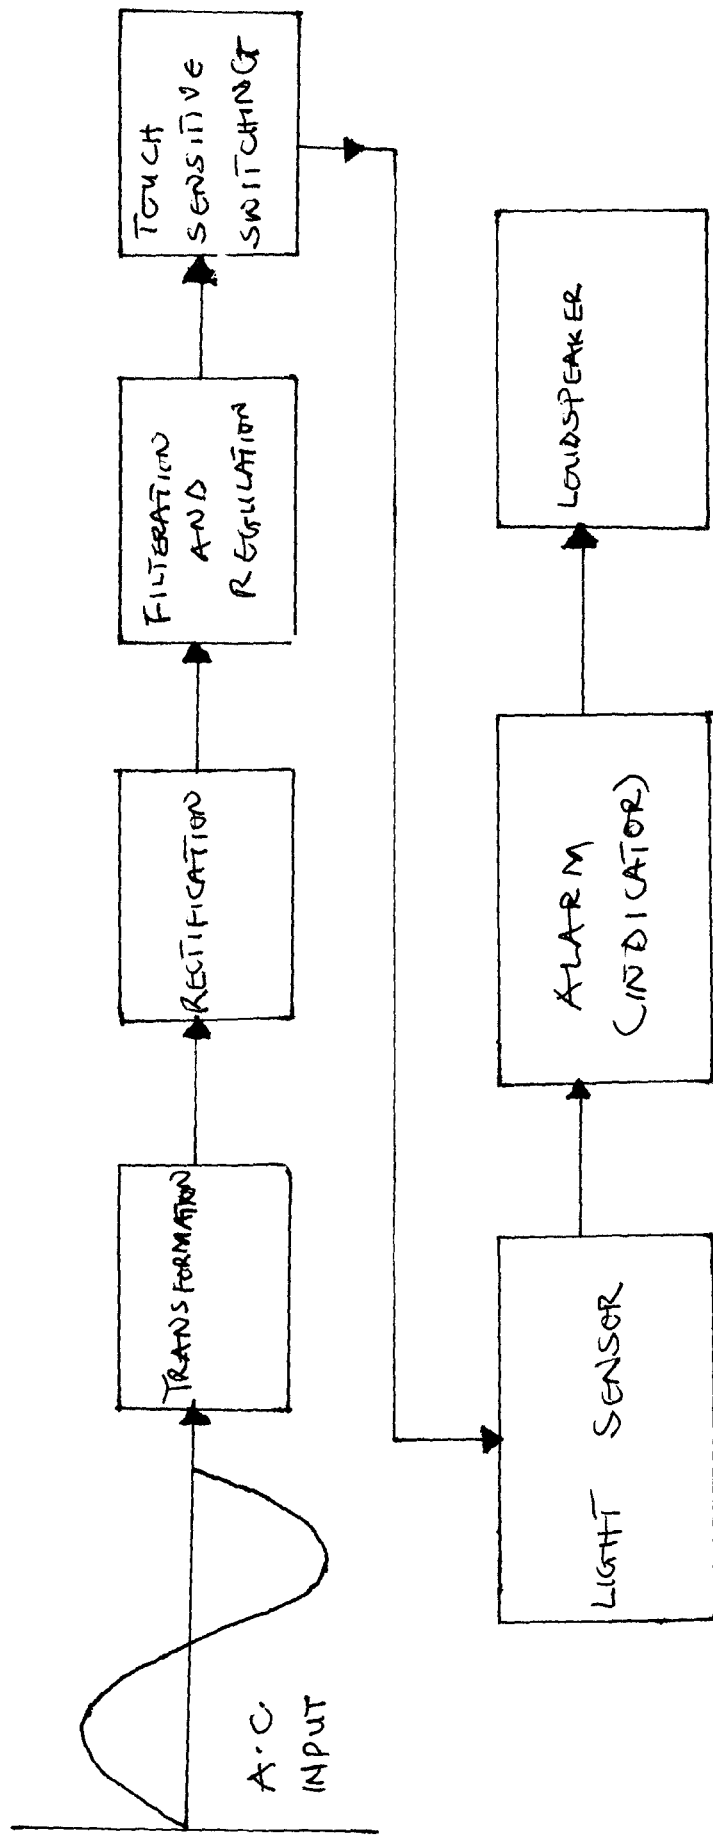 A.C.
INPUT
TRANSFORMATION
RECTIFICATION
FILTERATION
AND
REGULATION
TOUCH
SENSITIVE
SWITCHING
LIGHT SENSOR
ALARM
(INDICATOR)
LOUDSPEAKER